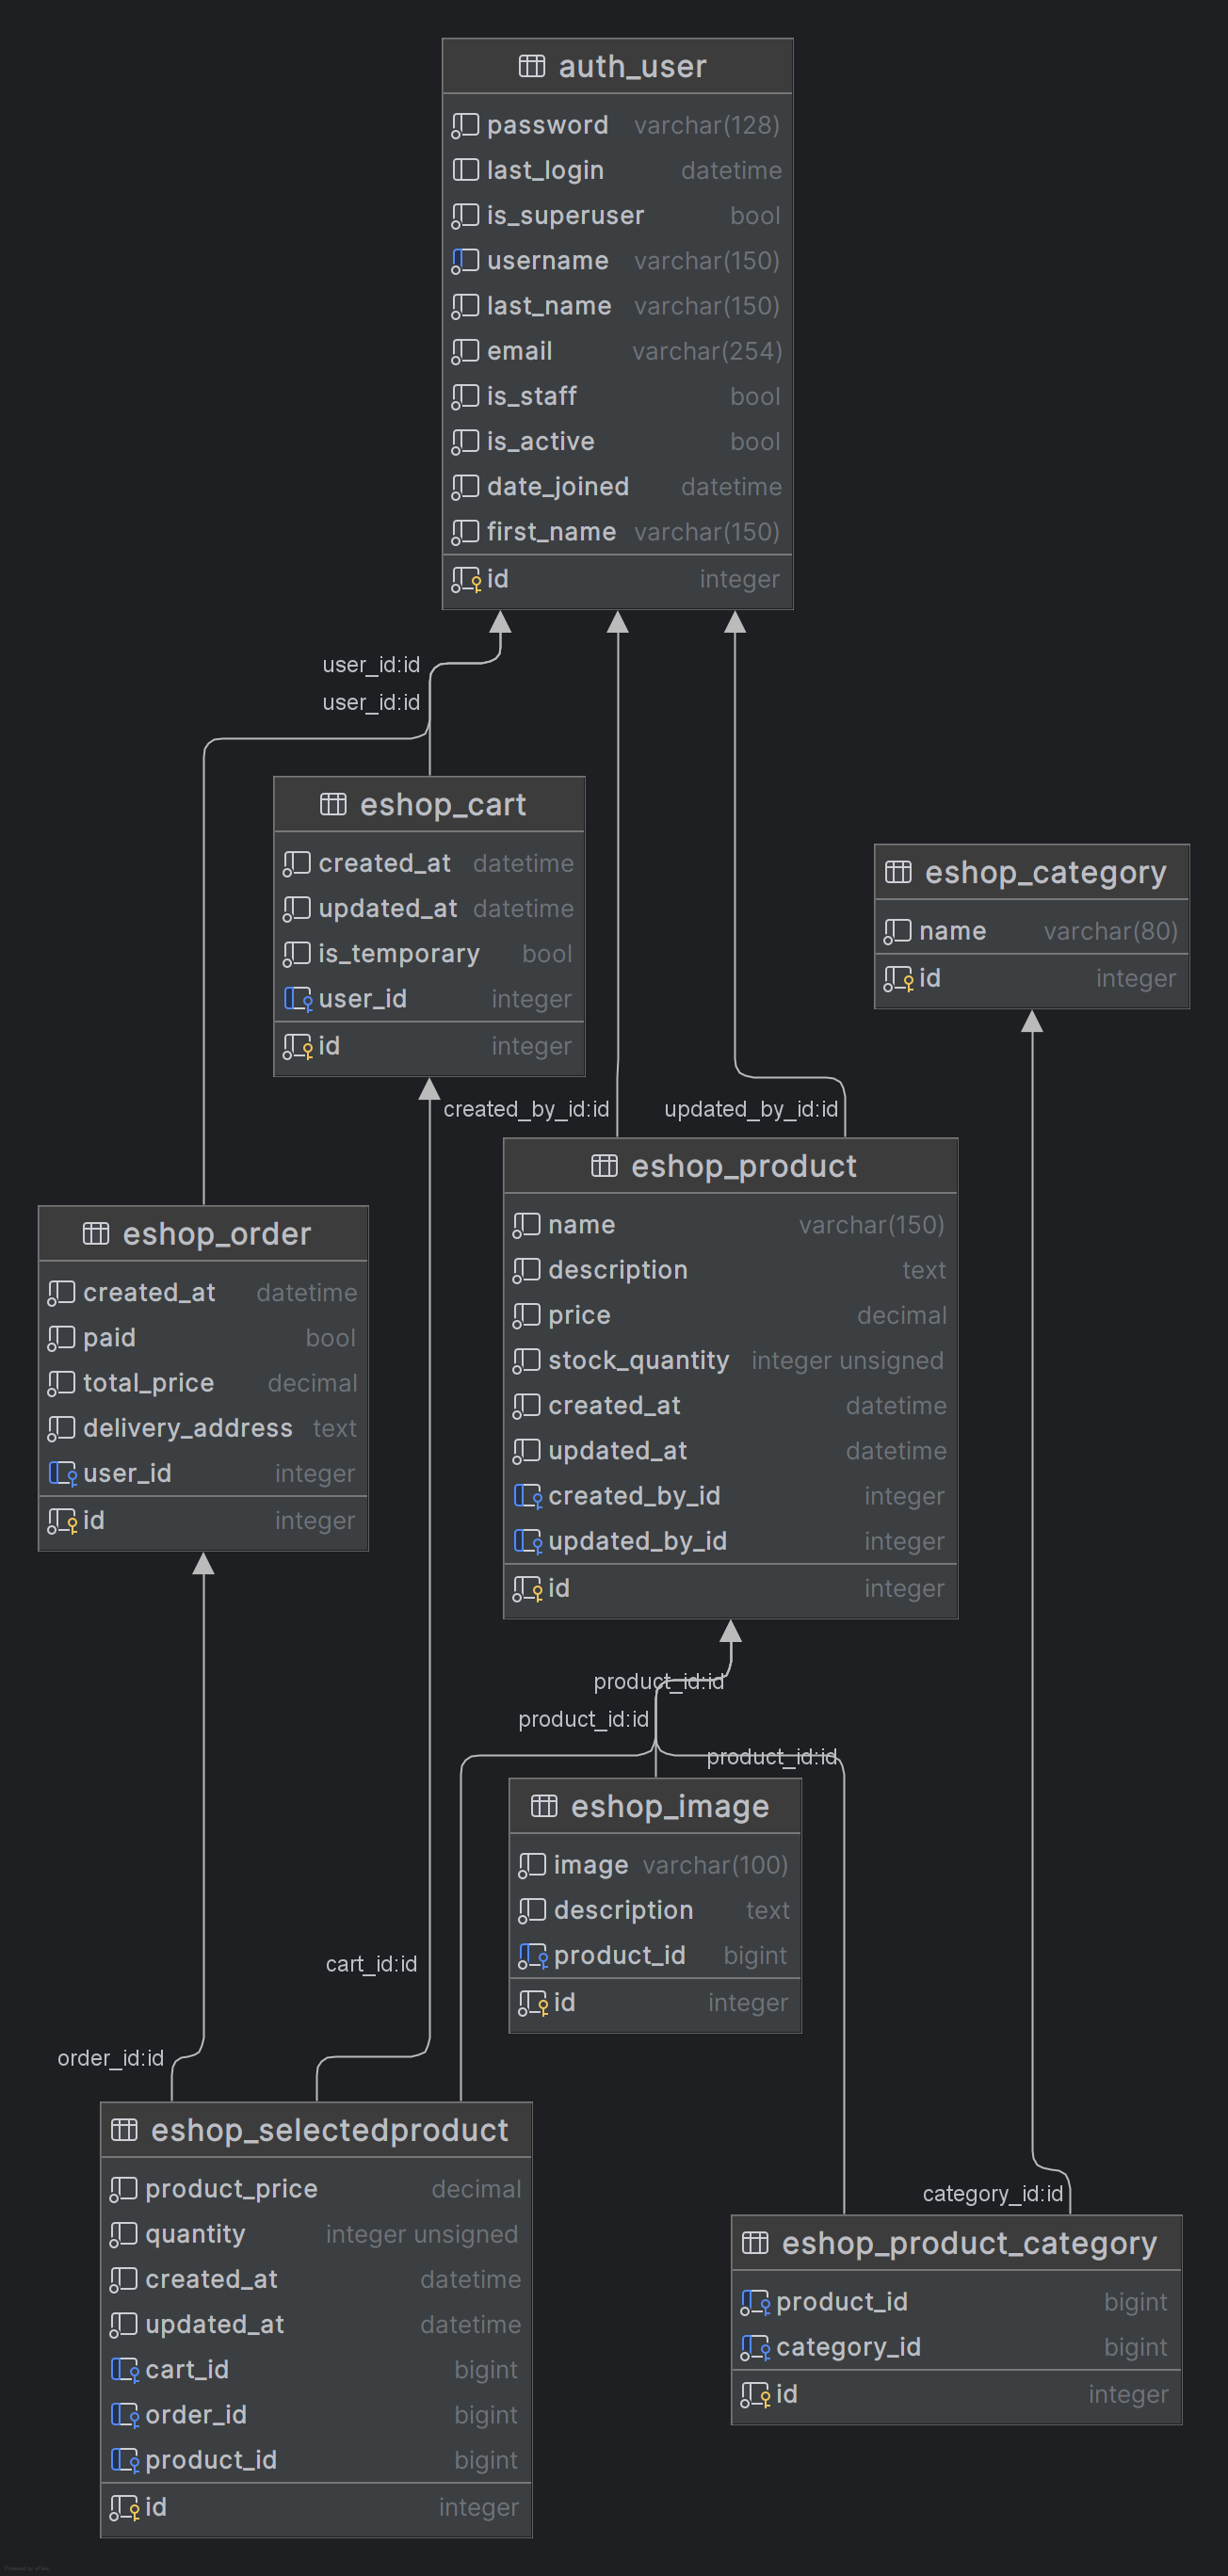 auth_user
password varchar(128)
last_login datetime
is_superuser bool
username varchar(150)
last_name varchar(150)
email varchar(254)
is_staff bool
is_active bool
date_joined datetime
first_name varchar(150)
id integer
user_id:id
user_id:id
eshop_cart
created_at datetime
updated_at datetime
is_temporary bool
user_id integer
id integer
eshop_category
name varchar(80)
id integer
created_by_id:id
updated_by_id:id
eshop_product
name varchar(150)
description text
price decimal
stock_quantity integer unsigned
created_at datetime
updated_at datetime
created_by_id integer
updated_by_id integer
id integer
eshop_order
created_at datetime
paid bool
total_price decimal
delivery_address text
user_id integer
id integer
product_id:id
product_id:id
product_id:id
eshop_image
image varchar(100)
description text
product_id bigint
id integer
cart_id:id
order_id:id
eshop_selectedproduct
product_price decimal
quantity integer unsigned
created_at datetime
updated_at datetime
cart_id bigint
order_id bigint
product_id bigint
id integer
category_id:id
eshop_product_category
product_id bigint
category_id bigint
id integer
Powered by yFiles